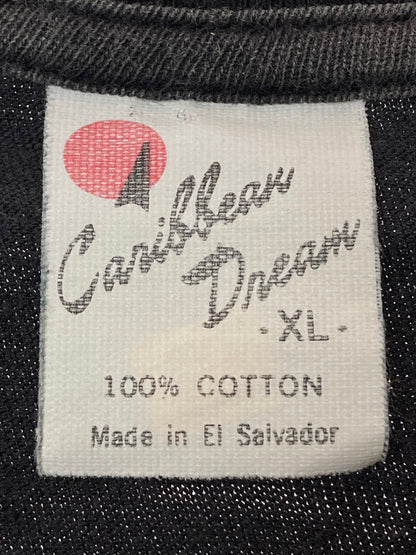 Caribbean
Dream
- XL -
100% COTTON
Made in El Salvador